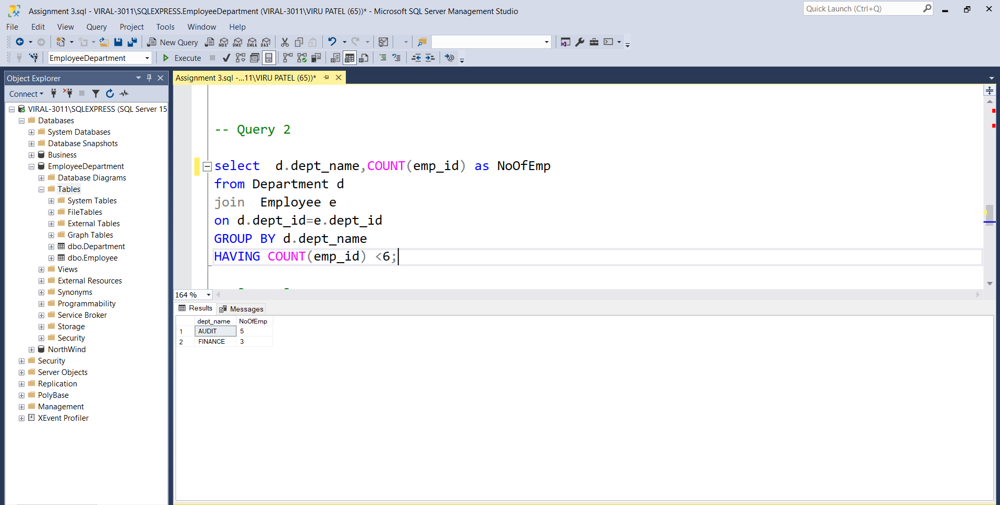 Assignment 3.sql - VIRAL-3011\SQLEXPRESS.EmployeeDepartment (VIRAL-3011\VIRU PATEL (65))* - Microsoft SQL Server Management Studio
Quick Launch (Ctrl+Q)
File Edit View Query Project Tools Window Help
New Query MDX DMX XMLA DAX
EmployeeDepartment Execute
Object Explorer
Connect
VIRAL-3011\SQLEXPRESS (SQL Server 15
Databases
System Databases
Database Snapshots
Business
EmployeeDepartment
Database Diagrams
Tables
System Tables
FileTables
External Tables
Graph Tables
dbo.Department
dbo.Employee
Views
External Resources
Synonyms
Programmability
Service Broker
Storage
Security
NorthWind
Security
Server Objects
Replication
PolyBase
Management
XEvent Profiler
Assignment 3.sql -...11\VIRU PATEL (65))*
-- Query 2
select  d.dept_name,COUNT(emp_id) as NoOfEmp
from Department d
join  Employee e
on d.dept_id=e.dept_id
GROUP BY d.dept_name
HAVING COUNT(emp_id) <6;
164 %
Results Messages
dept_name NoOfEmp
1 AUDIT 5
2 FINANCE 3